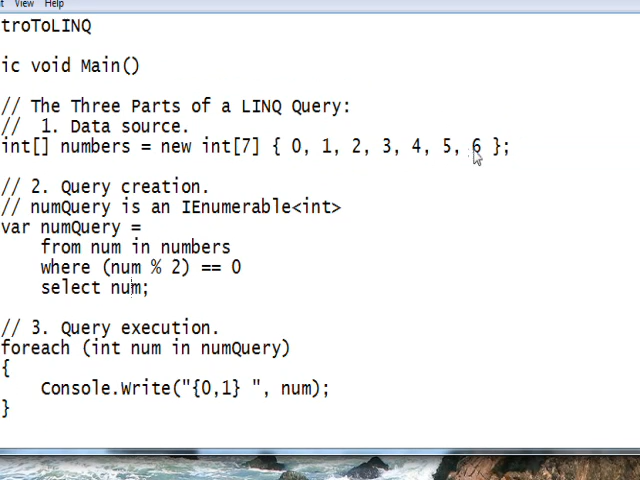 View Help
troToLINQ
ic void Main()
// The Three Parts of a LINQ Query:
//  1. Data source.
int[] numbers = new int[7] { 0, 1, 2, 3, 4, 5, 6 };
// 2. Query creation.
// numQuery is an IEnumerable<int>
var numQuery =
    from num in numbers
    where (num % 2) == 0
    select num;
// 3. Query execution.
foreach (int num in numQuery)
{
    Console.Write("{0,1} ", num);
}